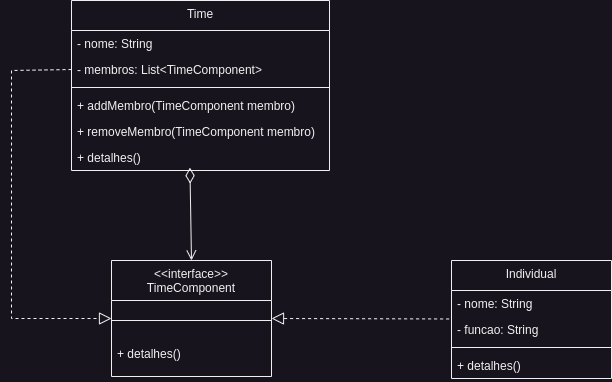 Time
- nome: String
- membros: List<TimeComponent>
+ addMembro(TimeComponent membro)
+ removeMembro(TimeComponent membro)
+ detalhes()
<<interface>>
TimeComponent
+ detalhes()
Individual
- nome: String
- funcao: String
+ detalhes()